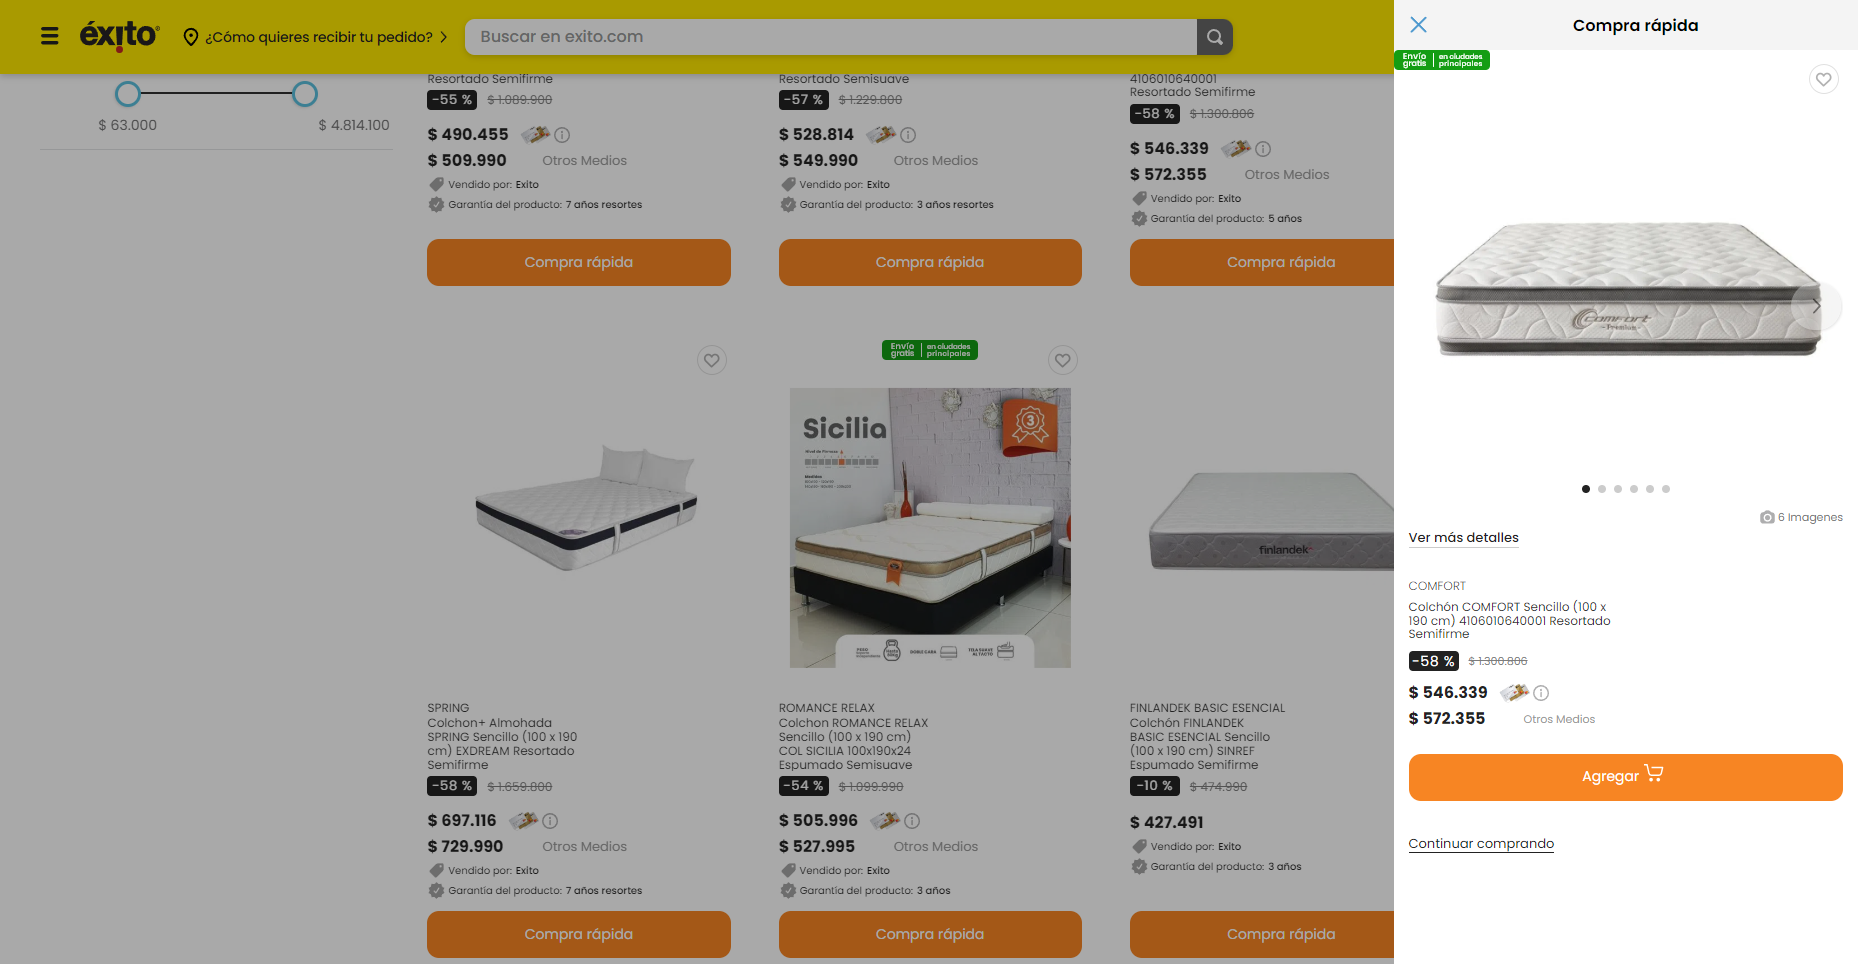 éxito
¿Cómo quieres recibir tu pedido?
Buscar en exito.com
$ 63.000
$ 4.814.100
Resortado Semifirme
-55 % $ 1.089.900
$ 490.455
$ 509.990 Otros Medios
Vendido por: Exito
Garantía del producto: 7 años resortes
Compra rápida
Resortado Semisuave
-57 % $ 1.229.800
$ 528.814
$ 549.990 Otros Medios
Vendido por: Exito
Garantía del producto: 3 años resortes
Compra rápida
4106010640001
Resortado Semifirme
-58 % $ 1.300.806
$ 546.339
$ 572.355 Otros Medios
Vendido por: Exito
Garantía del producto: 5 años
Compra rápida
SPRING
Colchon+ Almohada
SPRING Sencillo (100 x 190
cm) EXDREAM Resortado
Semifirme
-58 % $ 1.659.800
$ 697.116
$ 729.990 Otros Medios
Vendido por: Exito
Garantía del producto: 7 años resortes
Compra rápida
Envío gratis en ciudades principales
Sicilia
3
ROMANCE RELAX
Colchon ROMANCE RELAX
Sencillo (100 x 190 cm)
COL SICILIA 100x190x24
Espumado Semisuave
-54 % $ 1.099.990
$ 505.996
$ 527.995 Otros Medios
Vendido por: Exito
Garantía del producto: 3 años
Compra rápida
finlandek
FINLANDEK BASIC ESENCIAL
Colchón FINLANDEK
BASIC ESENCIAL Sencillo
(100 x 190 cm) SINREF
Espumado Semifirme
-10 % $ 474.990
$ 427.491
Vendido por: Exito
Garantía del producto: 3 años
Compra rápida
Compra rápida
Envío gratis en ciudades principales
Comfort
Premium
6 Imagenes
Ver más detalles
COMFORT
Colchón COMFORT Sencillo (100 x
190 cm) 4106010640001 Resortado
Semifirme
-58 % $ 1.300.806
$ 546.339
$ 572.355 Otros Medios
Agregar
Continuar comprando